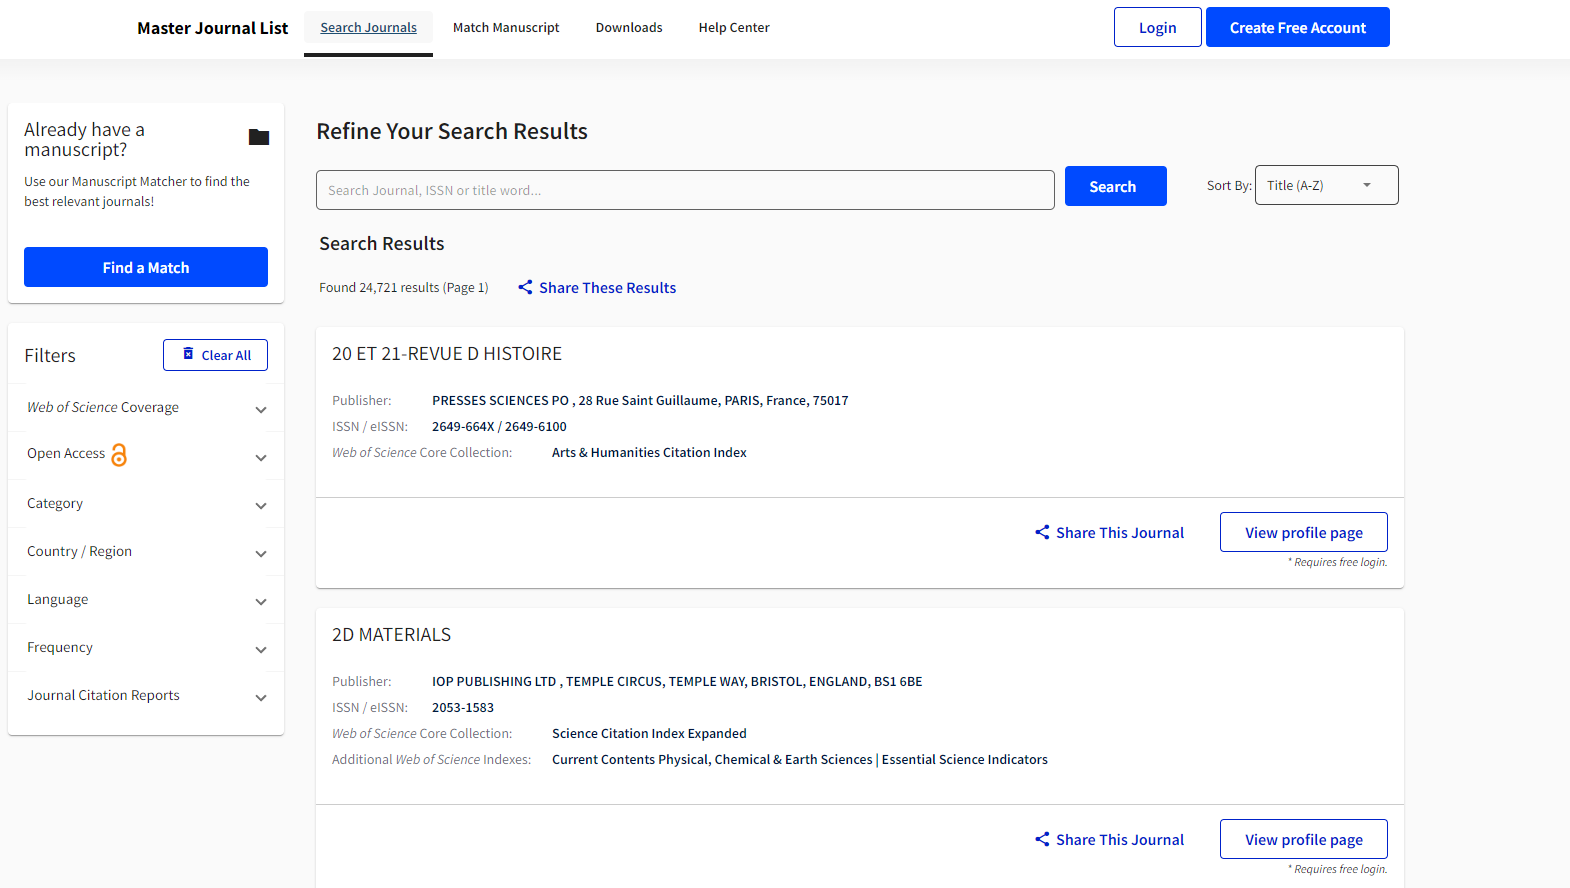 Master Journal List
Search Journals
Match Manuscript
Downloads
Help Center
Login
Create Free Account
Already have a
manuscript?
Use our Manuscript Matcher to find the
best relevant journals!
Find a Match
Filters
Clear All
Web of Science Coverage
Open Access
Category
Country / Region
Language
Frequency
Journal Citation Reports
Refine Your Search Results
Search Journal, ISSN or title word...
Search
Sort By:
Title (A-Z)
Search Results
Found 24,721 results (Page 1)
Share These Results
20 ET 21-REVUE D HISTOIRE
Publisher: PRESSES SCIENCES PO , 28 Rue Saint Guillaume, PARIS, France, 75017
ISSN / eISSN: 2649-664X / 2649-6100
Web of Science Core Collection: Arts & Humanities Citation Index
Share This Journal
View profile page
* Requires free login.
2D MATERIALS
Publisher: IOP PUBLISHING LTD , TEMPLE CIRCUS, TEMPLE WAY, BRISTOL, ENGLAND, BS1 6BE
ISSN / eISSN: 2053-1583
Web of Science Core Collection: Science Citation Index Expanded
Additional Web of Science Indexes: Current Contents Physical, Chemical & Earth Sciences | Essential Science Indicators
Share This Journal
View profile page
* Requires free login.